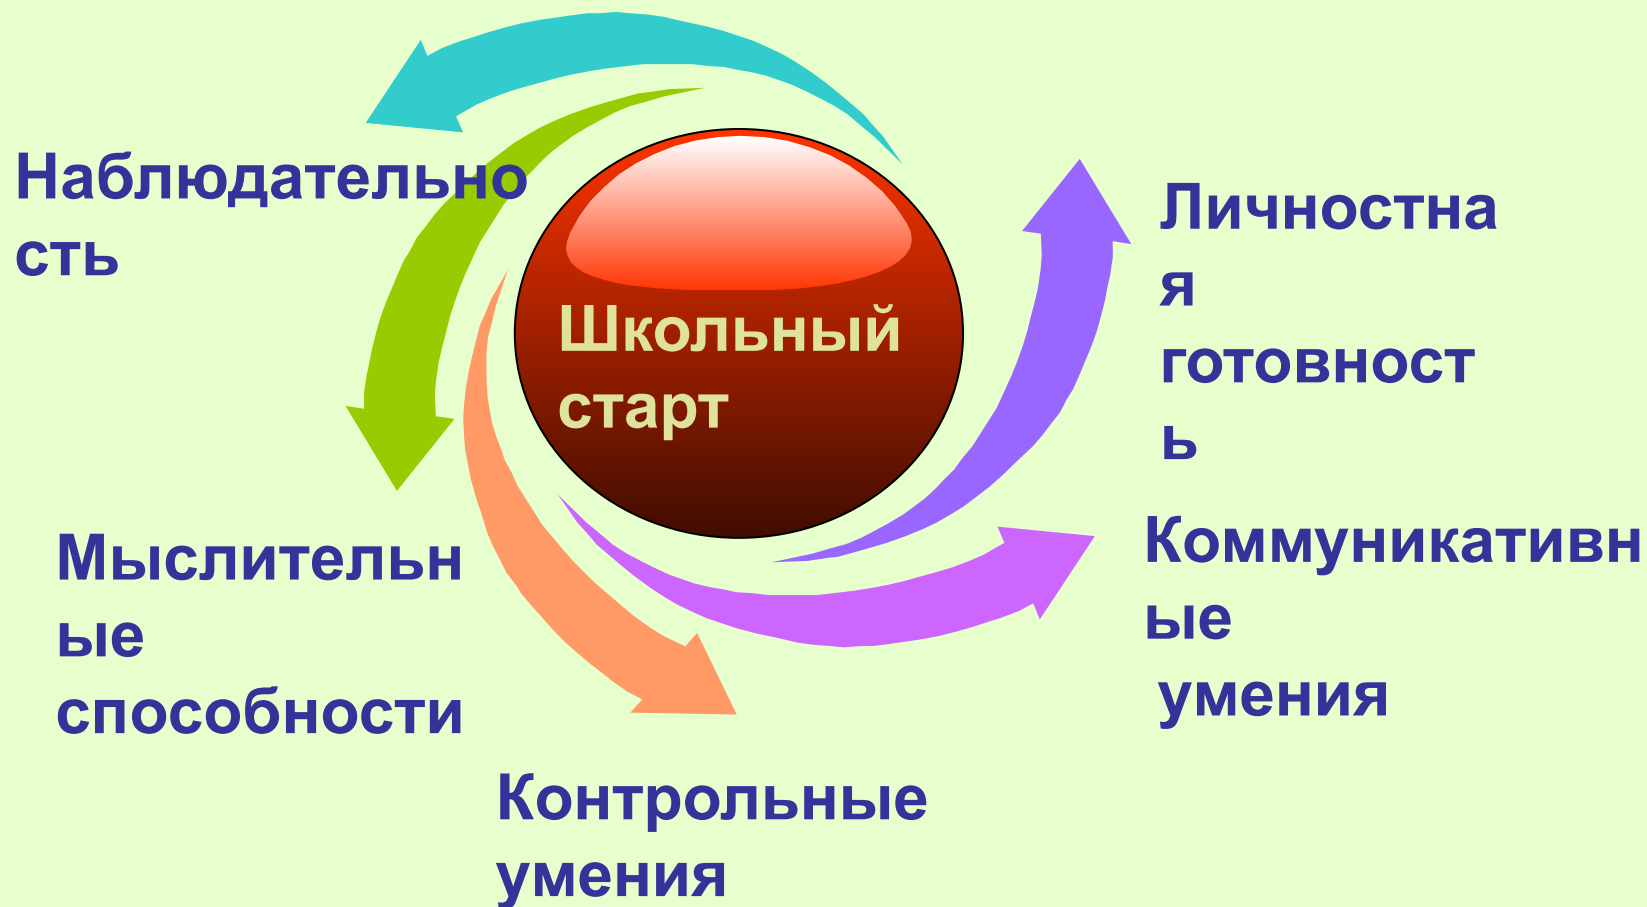 Наблюдательно
сть
Школьный
старт
Личностна
я
готовност
ь
Мыслительн
ые
способности
Коммуникативн
ые
умения
Контрольные
умения